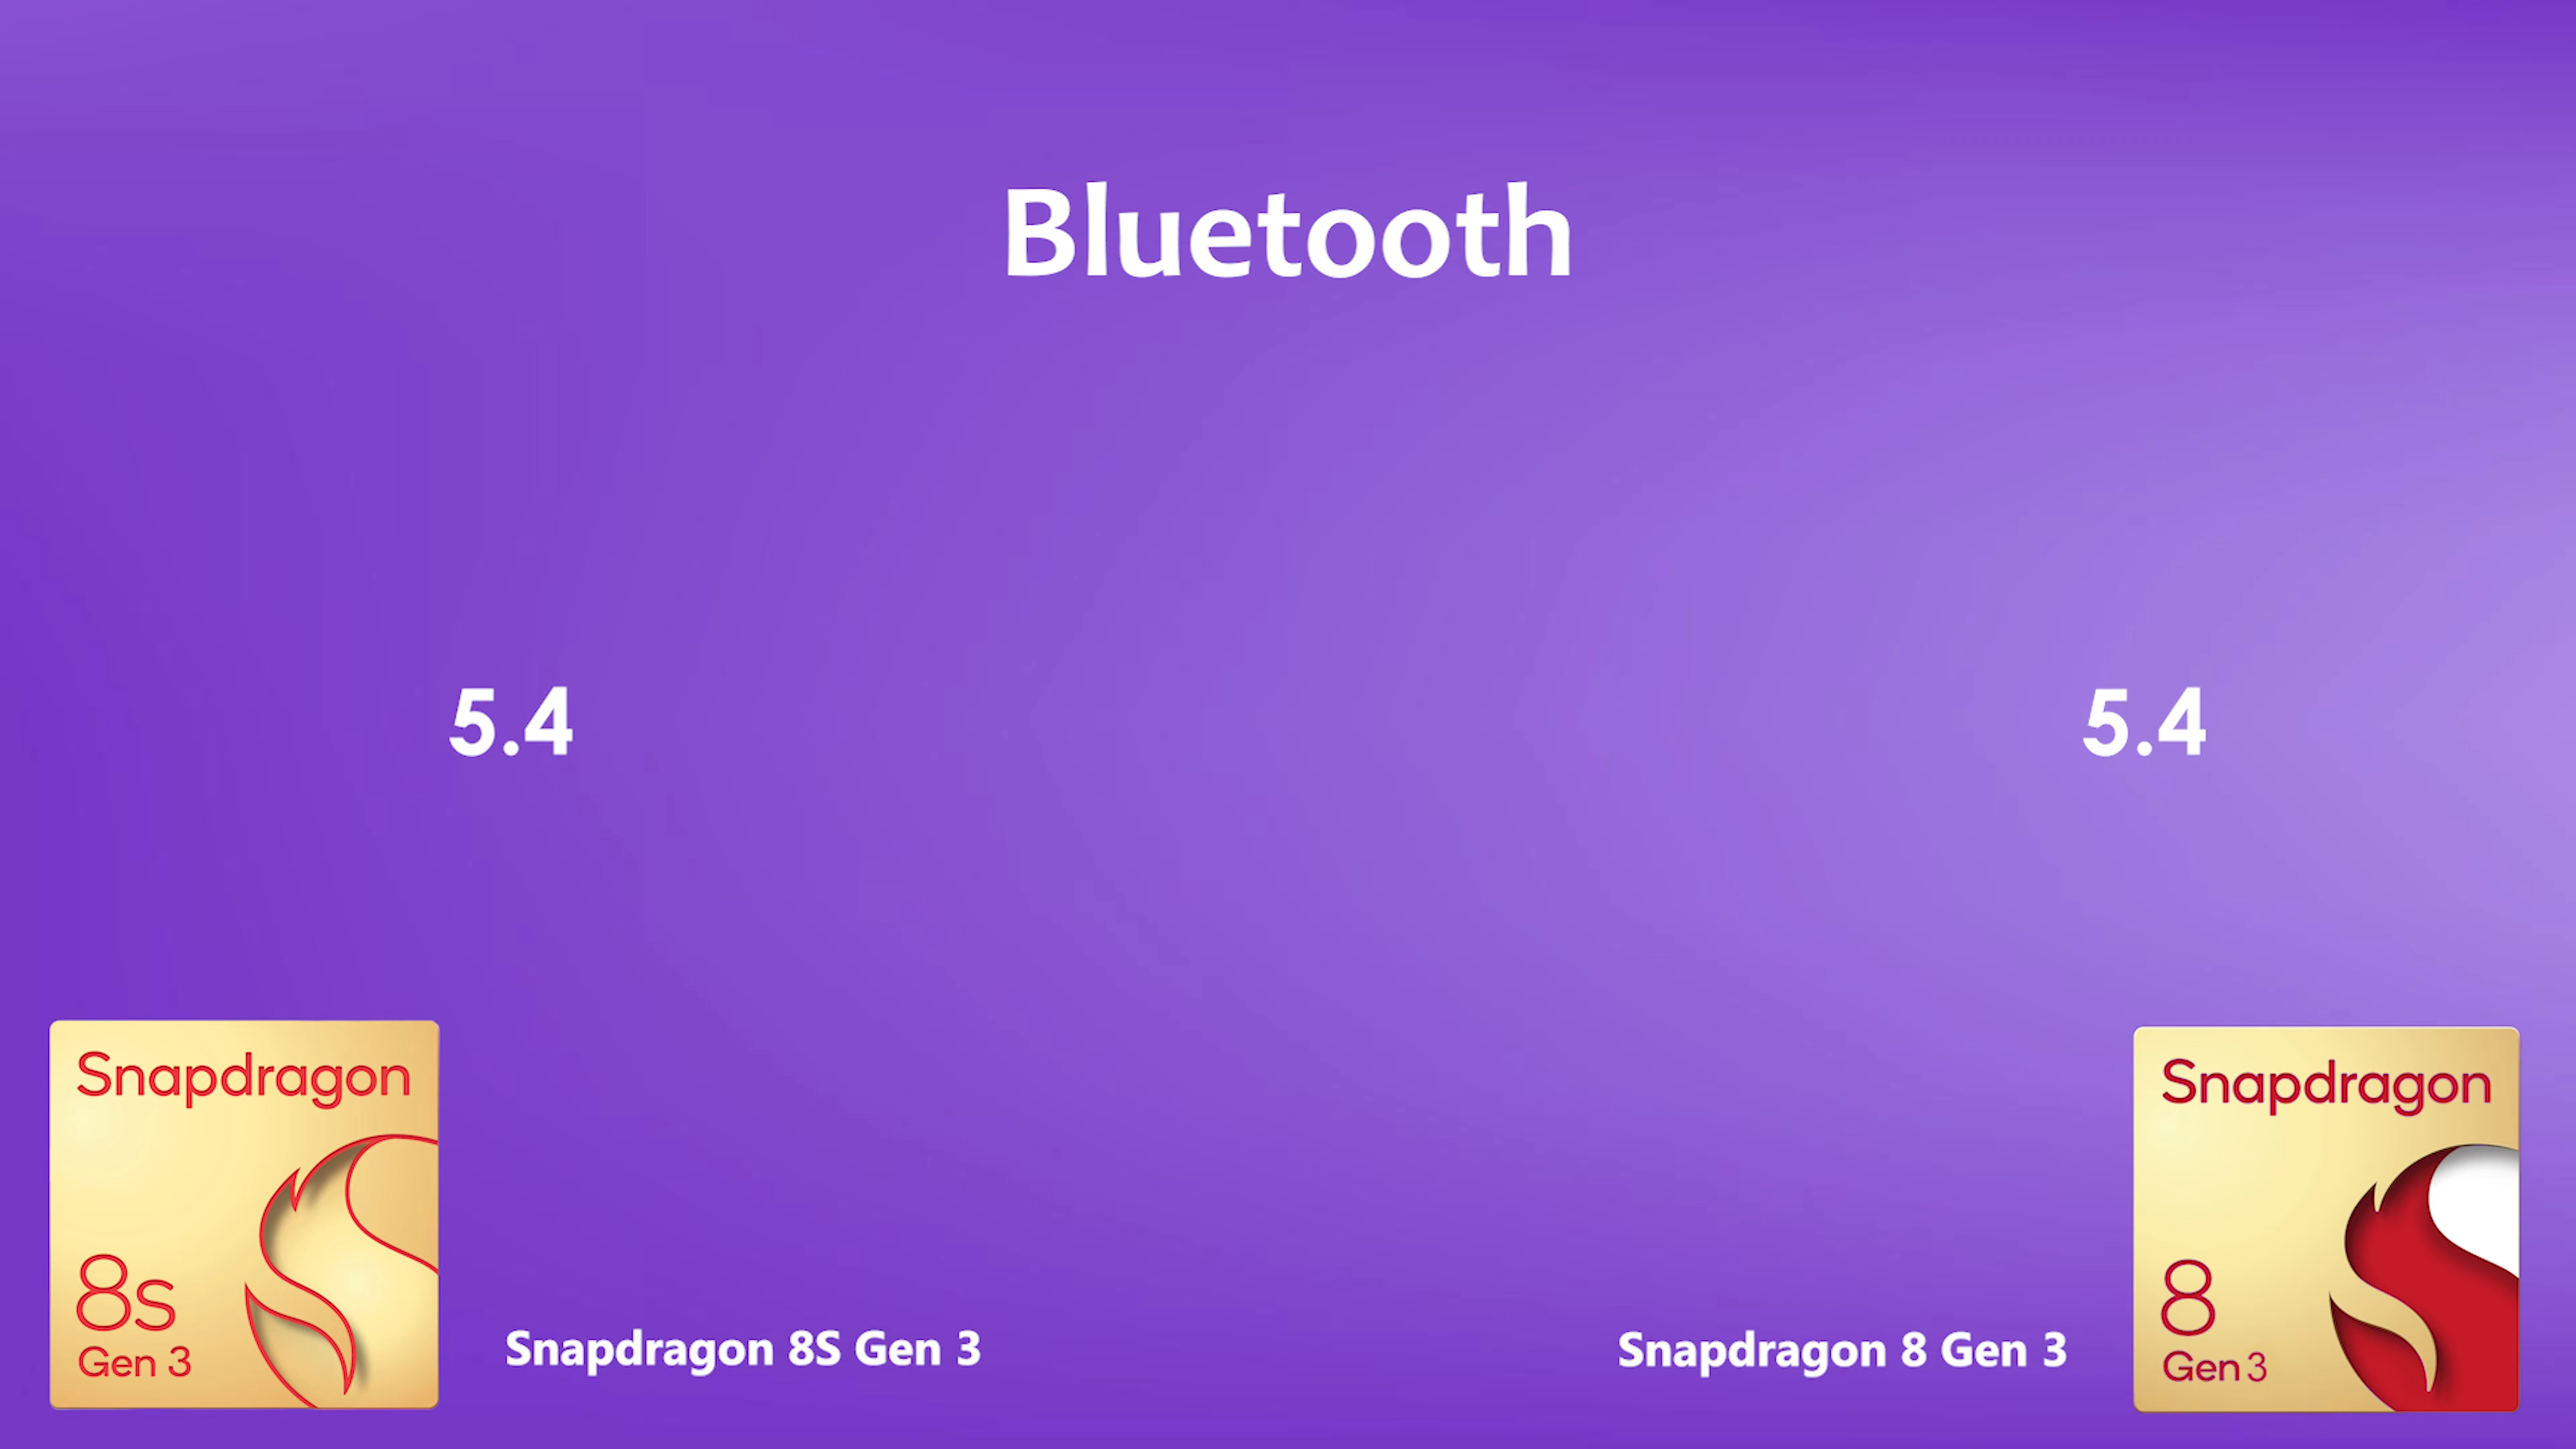 Bluetooth
5.4
5.4
Snapdragon
8s
Gen 3
Snapdragon 8S Gen 3
Snapdragon 8 Gen 3
Snapdragon
8
Gen 3